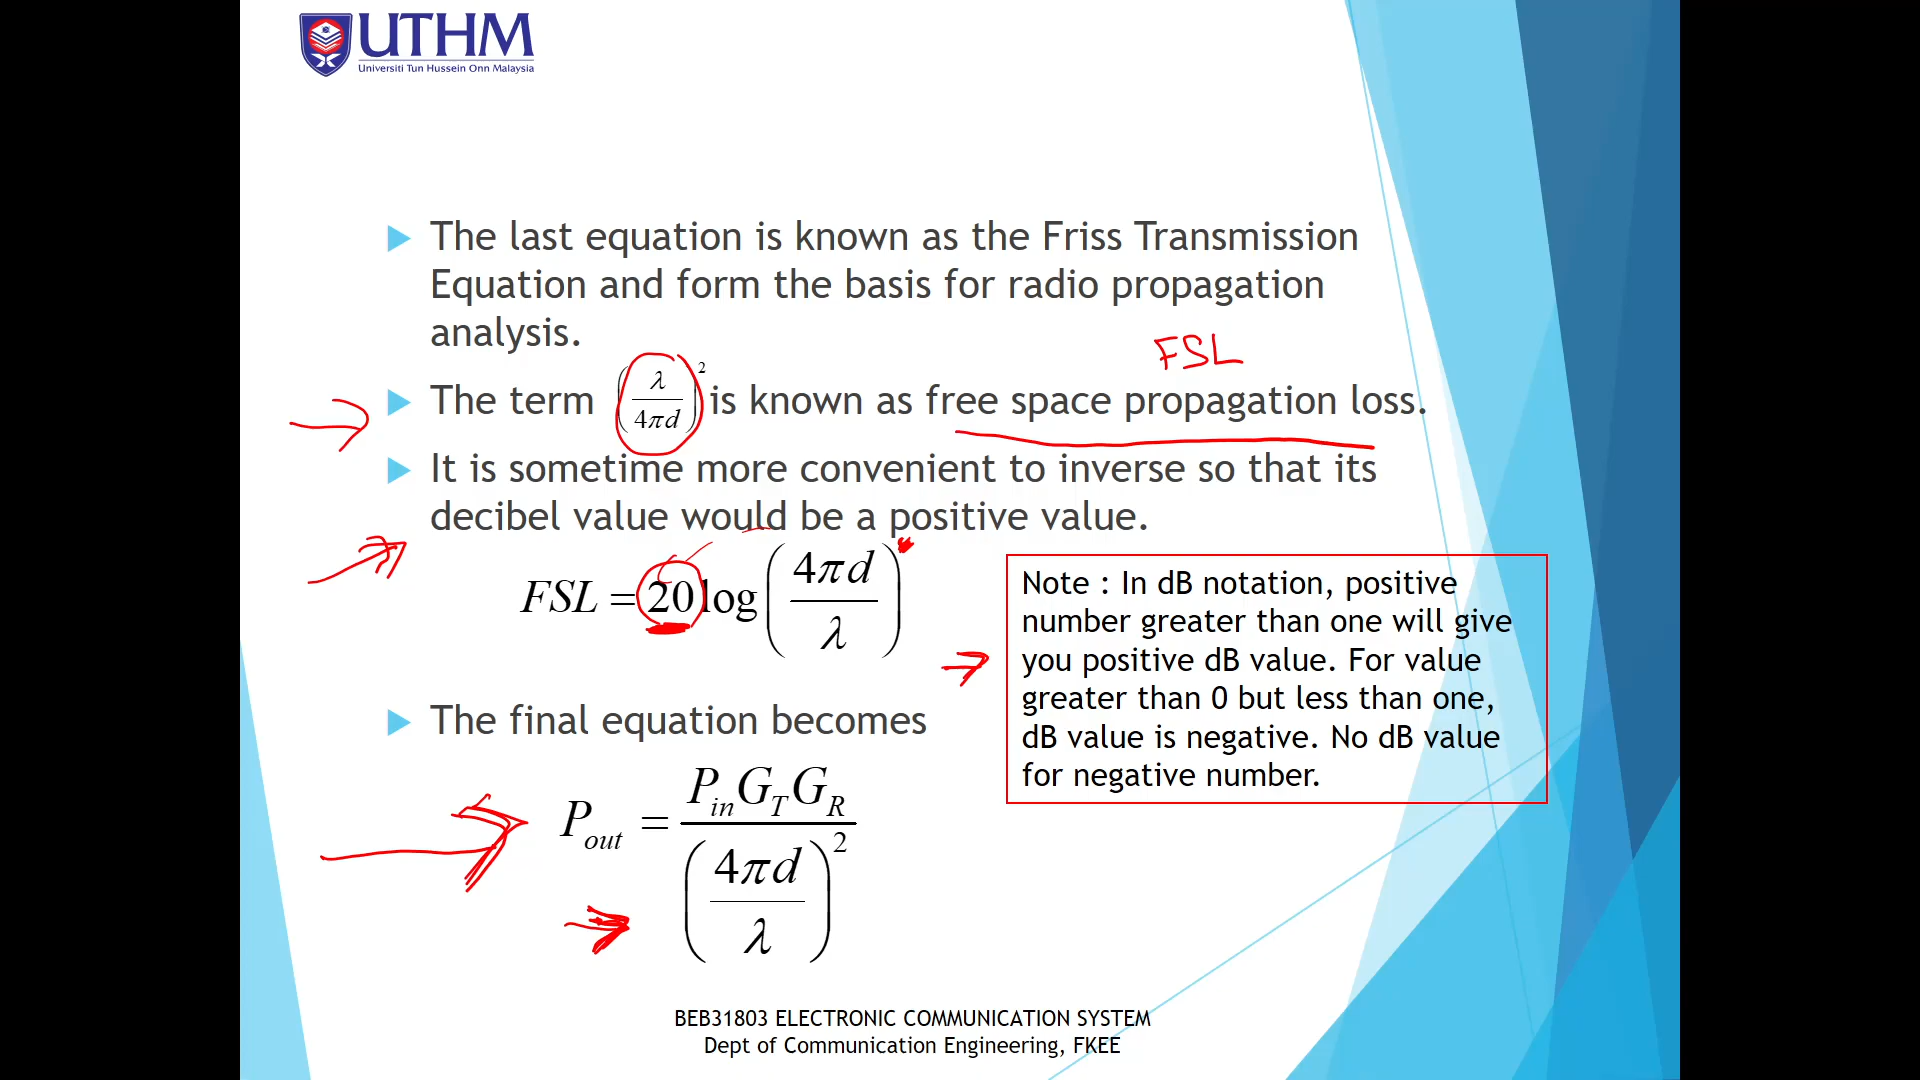 UTHM
Universiti Tun Hussein Onn Malaysia
The last equation is known as the Friss Transmission
Equation and form the basis for radio propagation
analysis.
FSL
The term (λ/4πd)² is known as free space propagation loss.
It is sometime more convenient to inverse so that its
decibel value would be a positive value.
FSL = 20 log (4πd/λ)
Note : In dB notation, positive
number greater than one will give
you positive dB value. For value
greater than 0 but less than one,
dB value is negative. No dB value
for negative number.
The final equation becomes
P_out = P_in G_T G_R / (4πd/λ)²
BEB31803 ELECTRONIC COMMUNICATION SYSTEM
Dept of Communication Engineering, FKEE